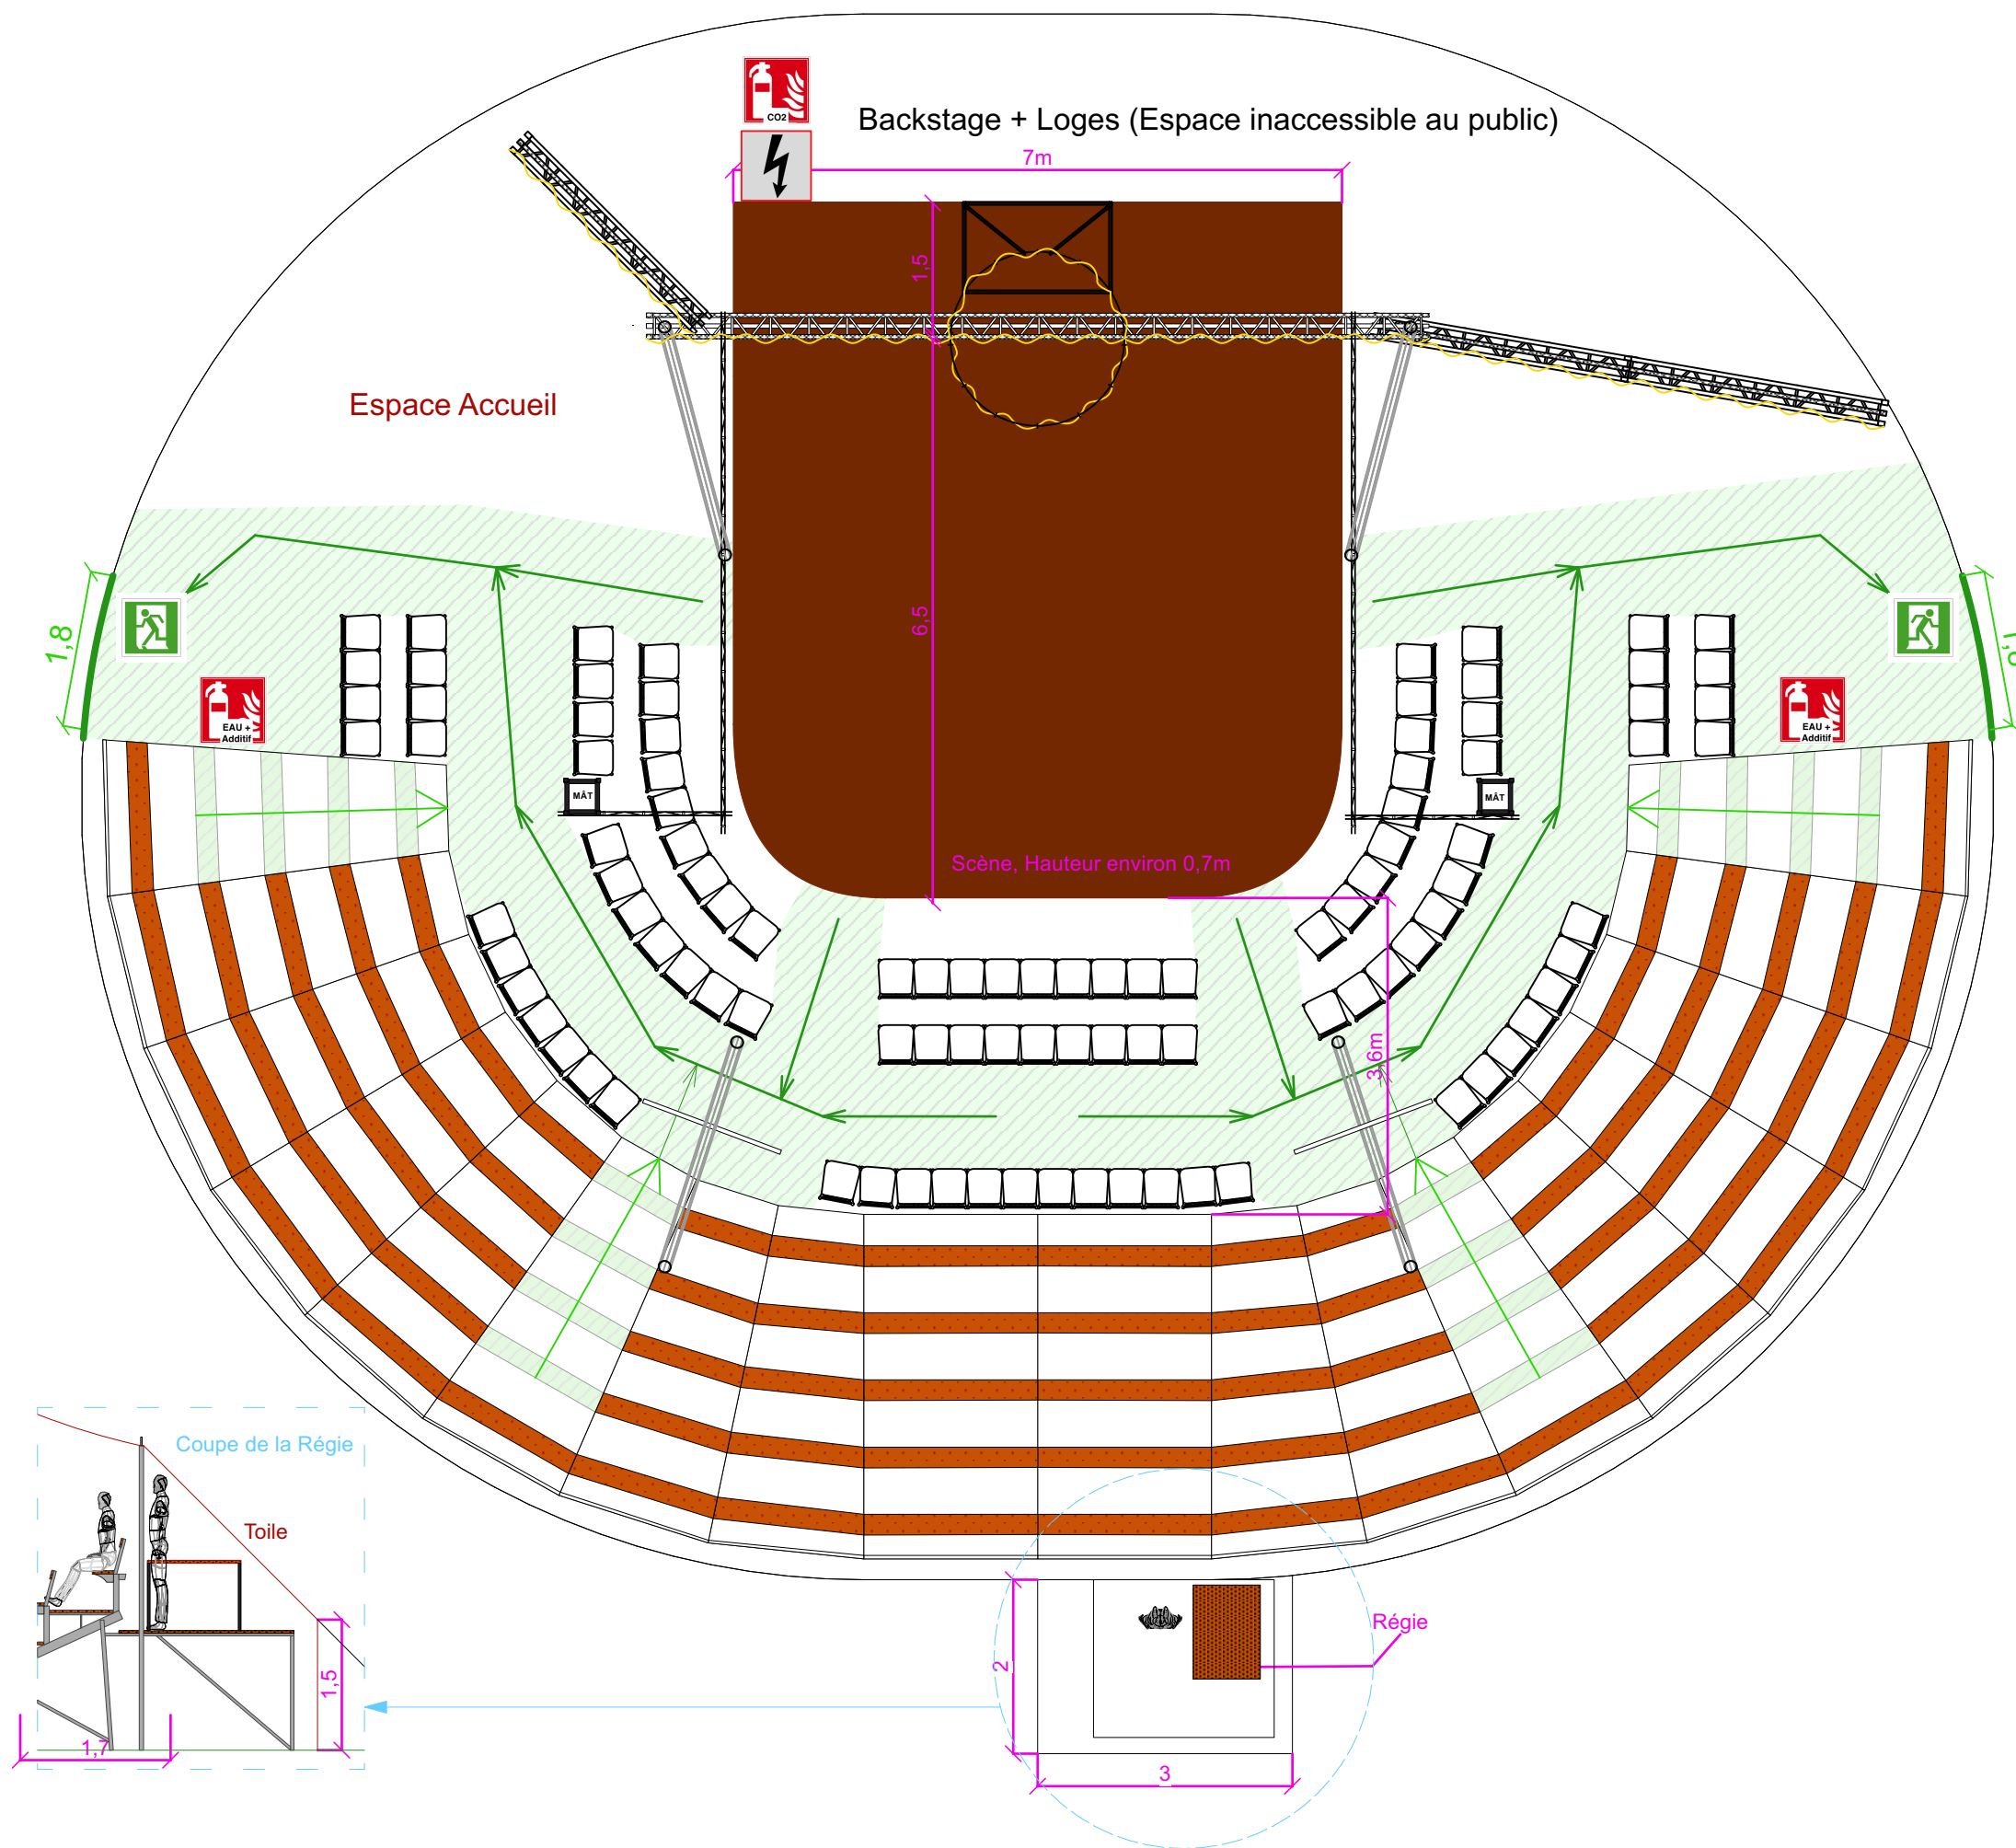 CO2
Backstage + Loges (Espace inaccessible au public)
7m
1,5
Espace Accueil
6,5
1,8
EAU +
Additif
EAU +
Additif
MÂT
MÂT
Scène, Hauteur environ 0,7m
3,6m
Coupe de la Régie
Toile
1,5
1,7
Régie
2
3